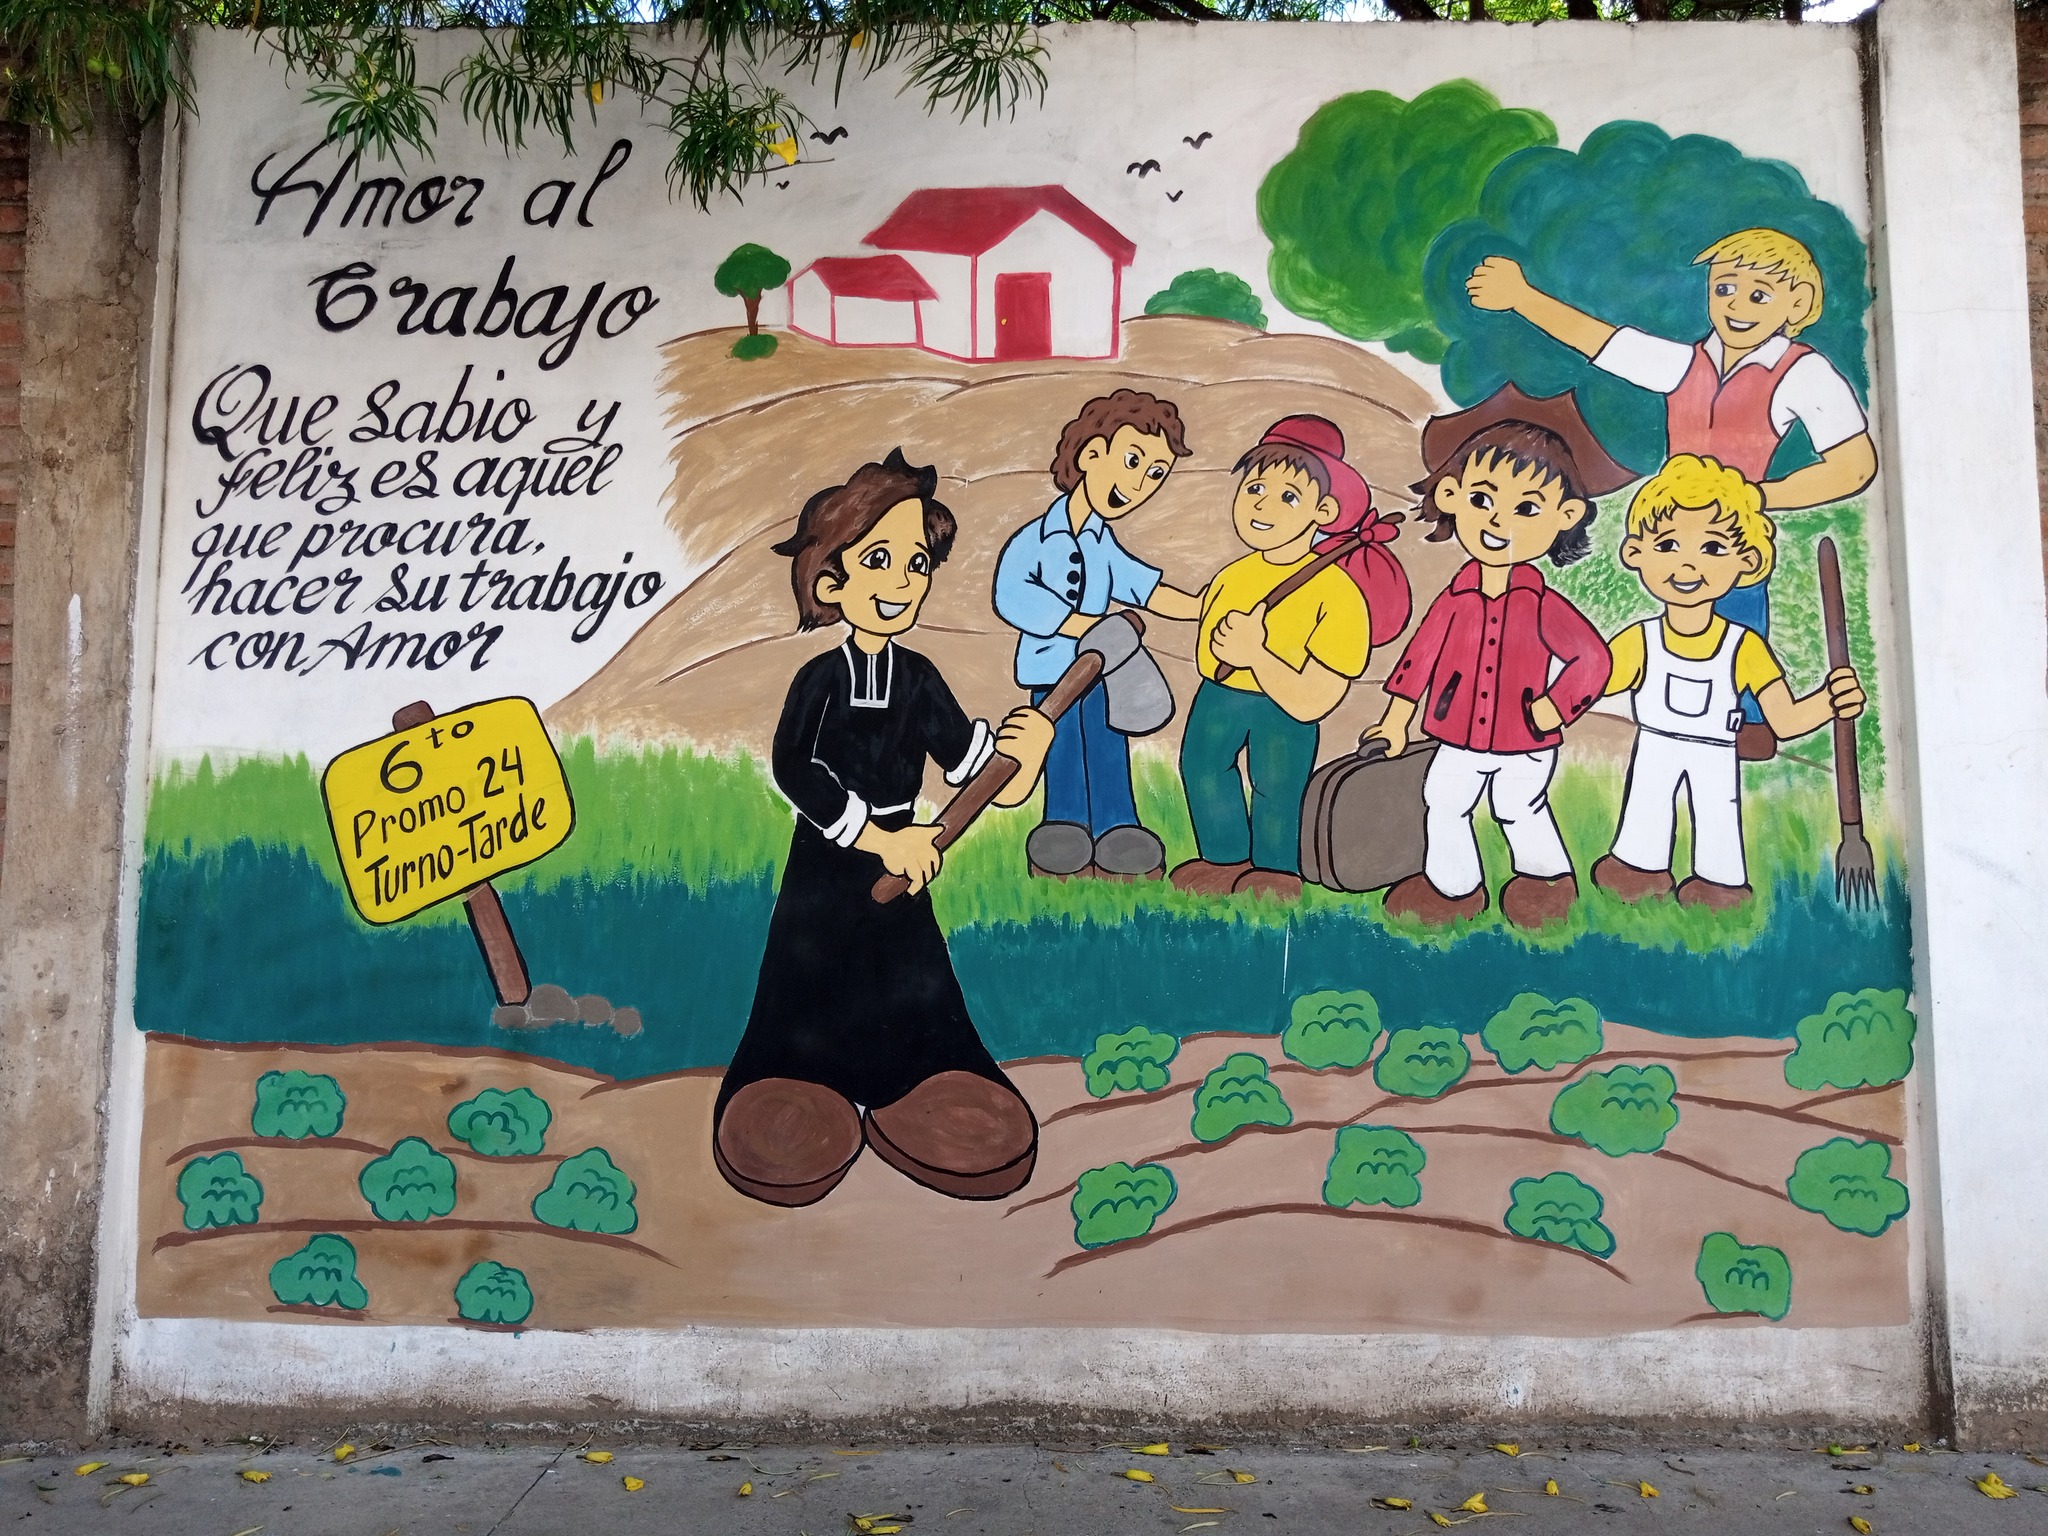 Amor al
trabajo
Que sabio y
feliz es aquel
que procura,
hacer su trabajo
con Amor
6to
Promo 24
Turno-Tarde